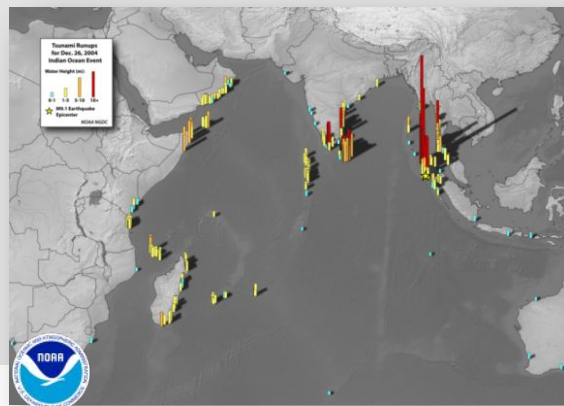 Tsunami Runups
for Dec. 26, 2004
Indian Ocean Event
Water Height (m):
0-1 1-5 5-10 10+
M9.1 Earthquake
Epicenter
NOAA/NGDC
NOAA